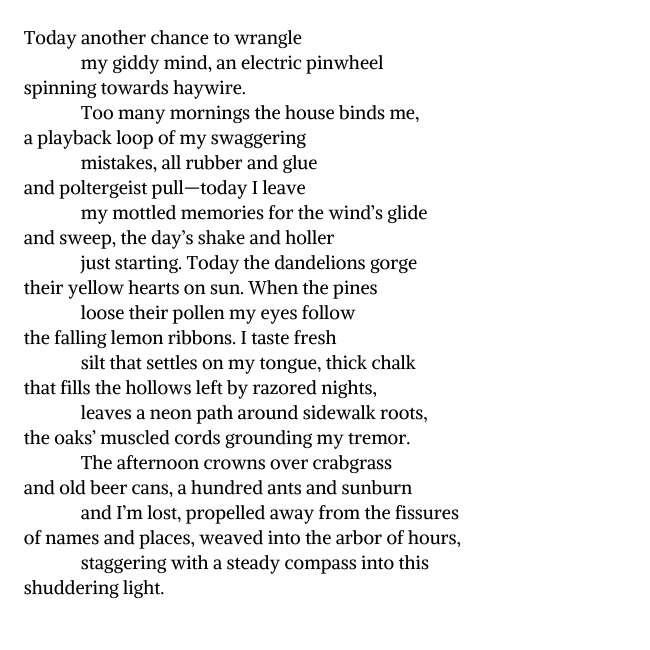 Today another chance to wrangle
my giddy mind, an electric pinwheel
spinning towards haywire.
Too many mornings the house binds me,
a playback loop of my swaggering
mistakes, all rubber and glue
and poltergeist pull—today I leave
my mottled memories for the wind’s glide
and sweep, the day’s shake and holler
just starting. Today the dandelions gorge
their yellow hearts on sun. When the pines
loose their pollen my eyes follow
the falling lemon ribbons. I taste fresh
silt that settles on my tongue, thick chalk
that fills the hollows left by razored nights,
leaves a neon path around sidewalk roots,
the oaks’ muscled cords grounding my tremor.
The afternoon crowns over crabgrass
and old beer cans, a hundred ants and sunburn
and I’m lost, propelled away from the fissures
of names and places, weaved into the arbor of hours,
staggering with a steady compass into this
shuddering light.